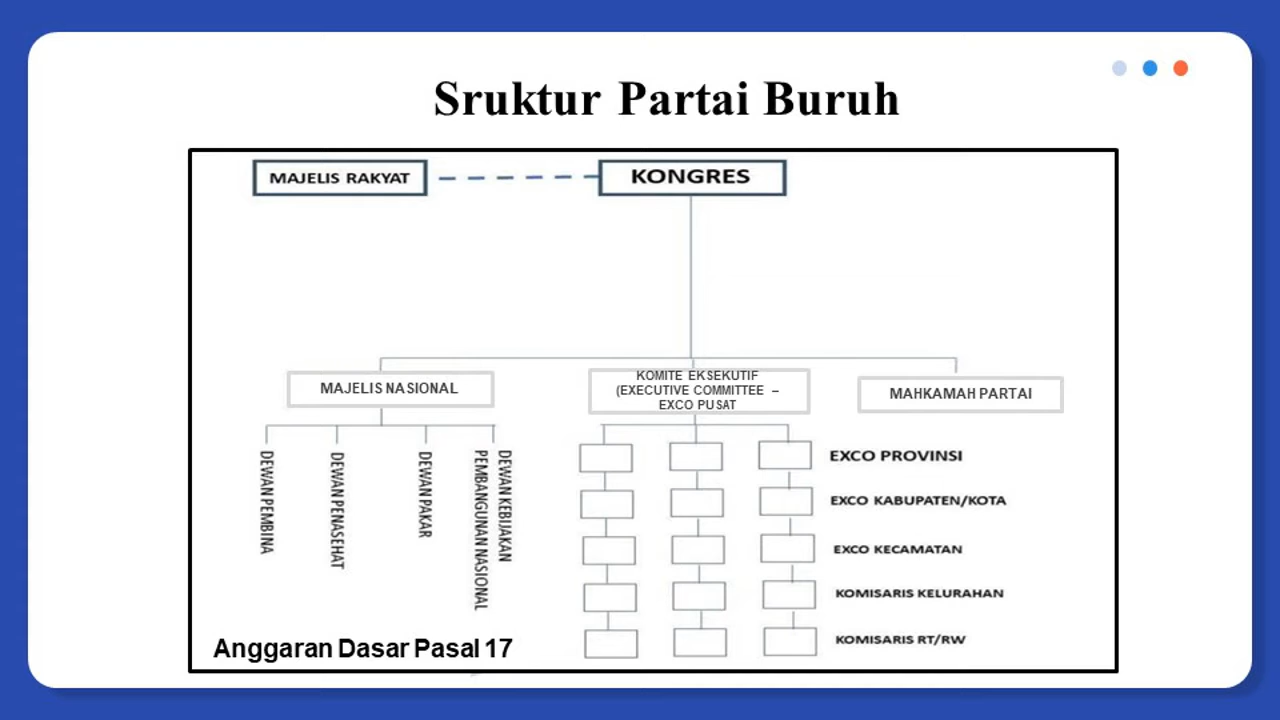 Sruktur Partai Buruh
MAJELIS RAKYAT
KONGRES
MAJELIS NASIONAL
KOMITE EKSEKUTIF
(EXECUTIVE COMMITTEE –
EXCO PUSAT
MAHKAMAH PARTAI
DEWAN PEMBINA
DEWAN PENASEHAT
DEWAN PAKAR
DEWAN KEBIJAKAN
PEMBANGUNAN NASIONAL
EXCO PROVINSI
EXCO KABUPATEN/KOTA
EXCO KECAMATAN
KOMISARIS KELURAHAN
KOMISARIS RT/RW
Anggaran Dasar Pasal 17